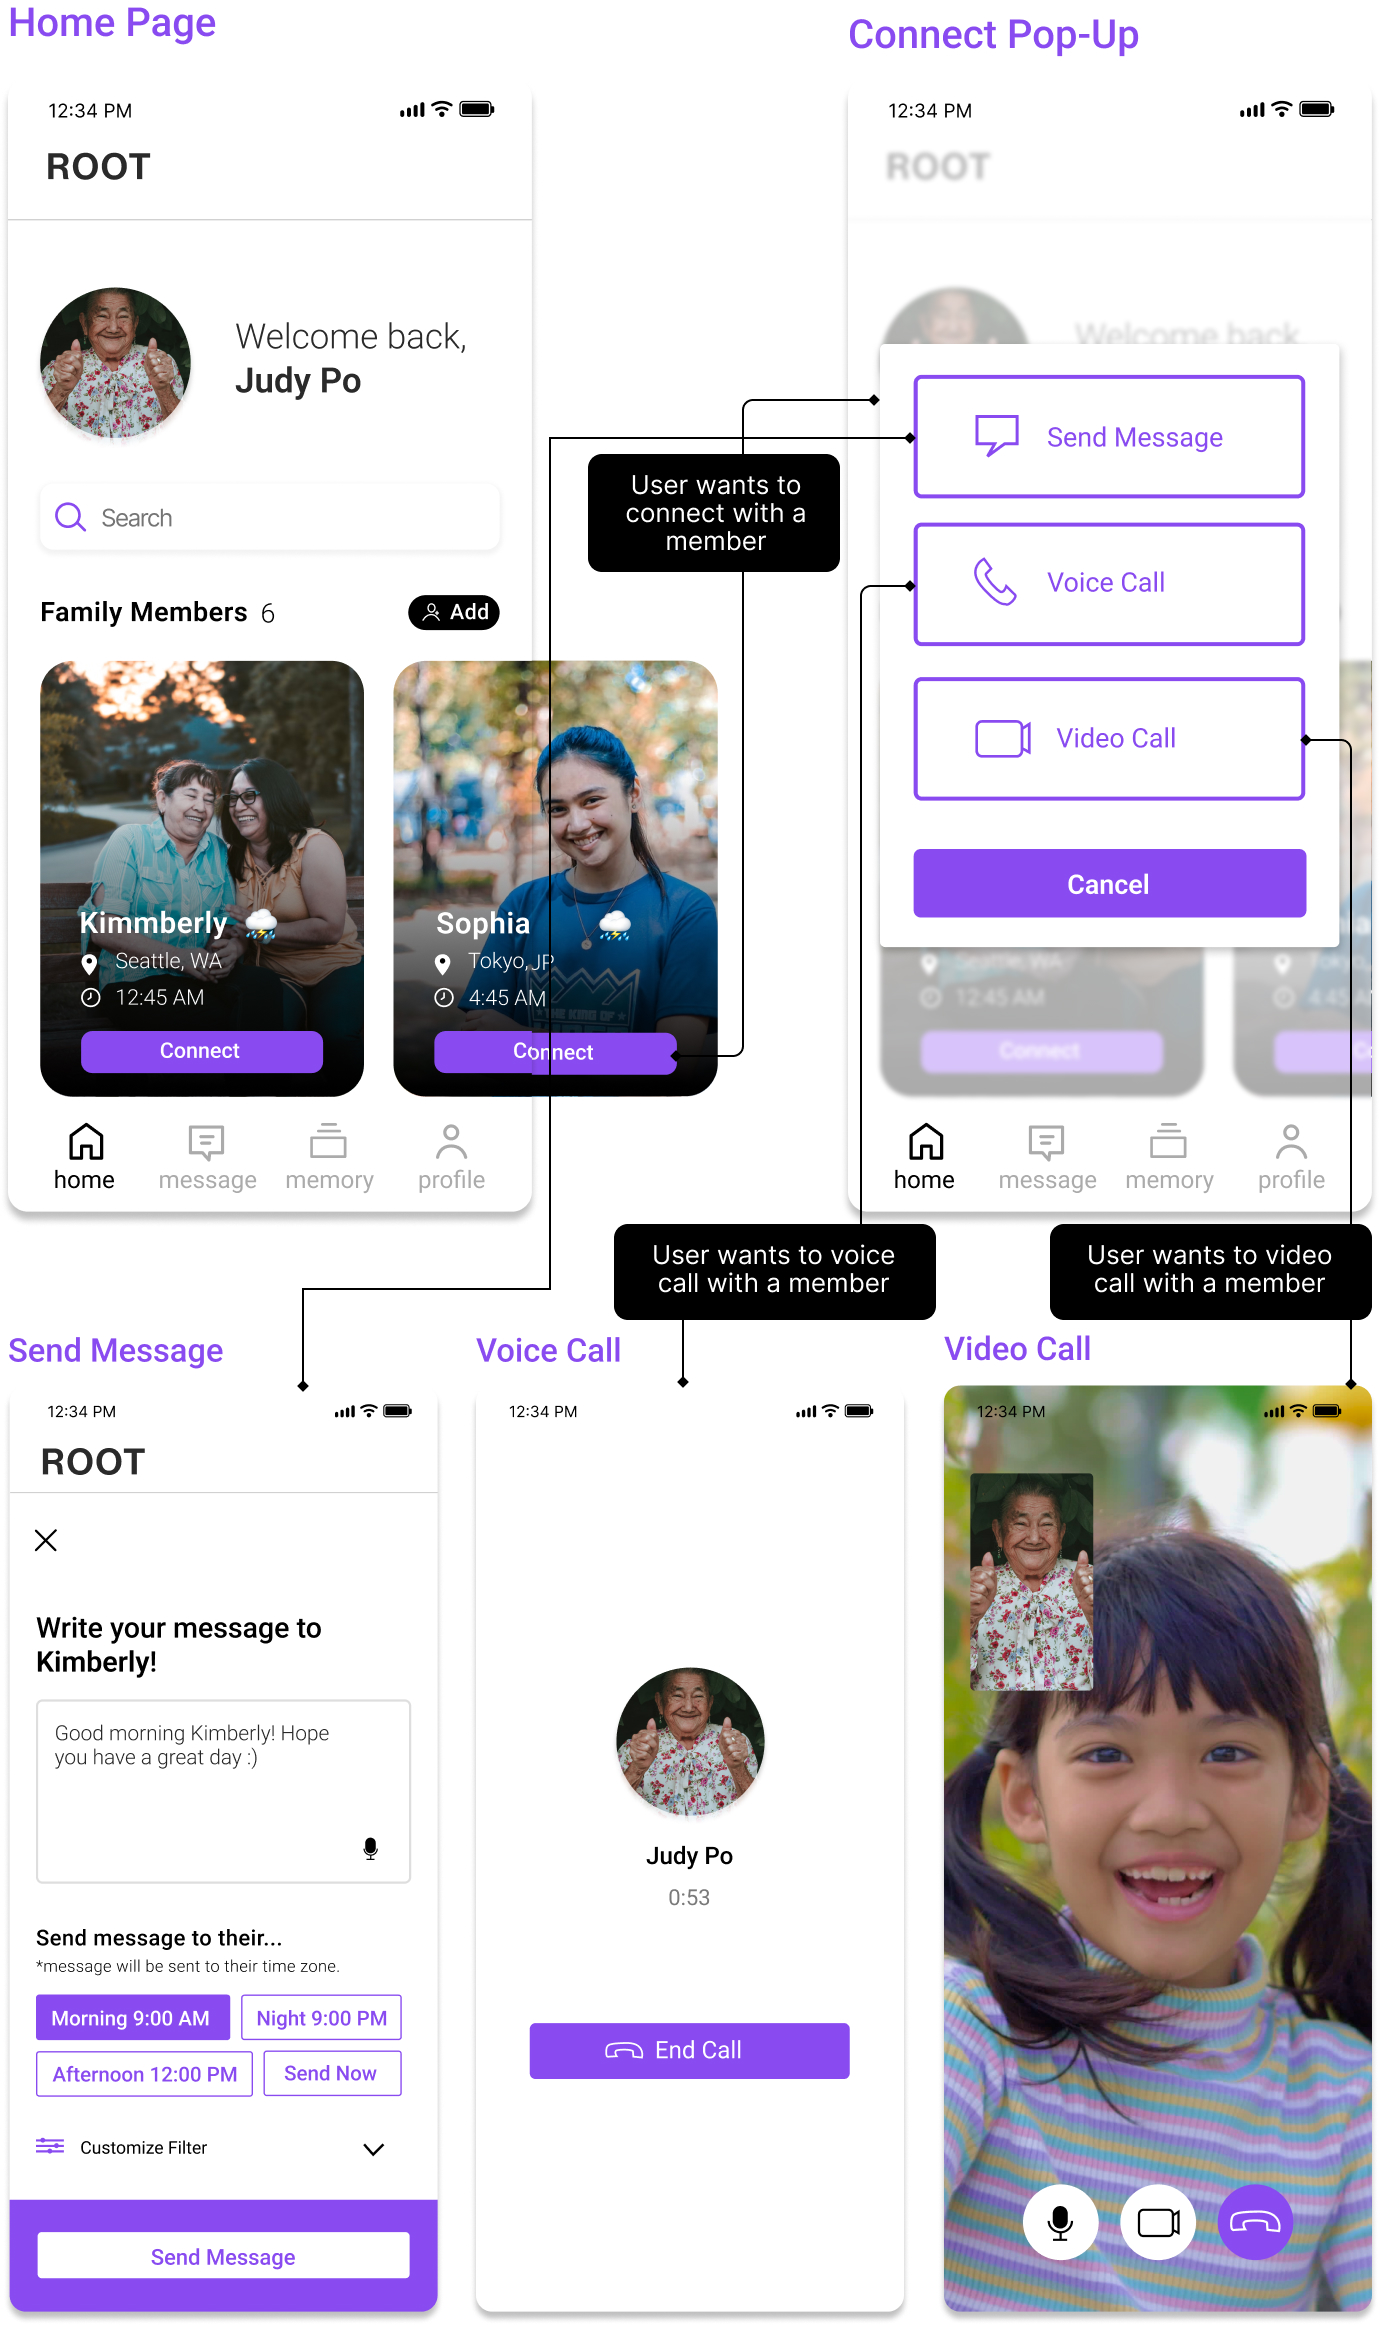 Home Page
12:34 PM
ROOT
Welcome back,
Judy Po
Search
Family Members 6
Add
Kimmberly
Seattle, WA
12:45 AM
Connect
Sophia
Tokyo, JP
4:45 AM
THE KING OF
Connect
home
message
memory
profile
User wants to
connect with a
member
Connect Pop-Up
12:34 PM
ROOT
Welcome back
Send Message
Voice Call
Video Call
Cancel
Seattle, WA
12:45 AM
Connect
4:45 A
home
message
memory
profile
User wants to voice
call with a member
User wants to video
call with a member
Send Message
12:34 PM
ROOT
Write your message to
Kimberly!
Good morning Kimberly! Hope
you have a great day :)
Send message to their...
*message will be sent to their time zone.
Morning 9:00 AM
Night 9:00 PM
Afternoon 12:00 PM
Send Now
Customize Filter
Send Message
Voice Call
12:34 PM
Judy Po
0:53
End Call
Video Call
12:34 PM